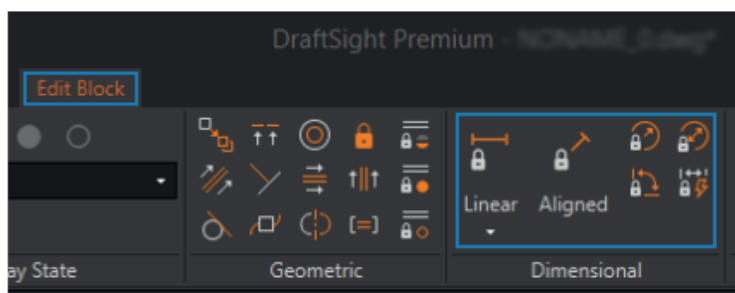 DraftSight Premium -
Edit Block
Linear
Aligned
ay State
Geometric
Dimensional